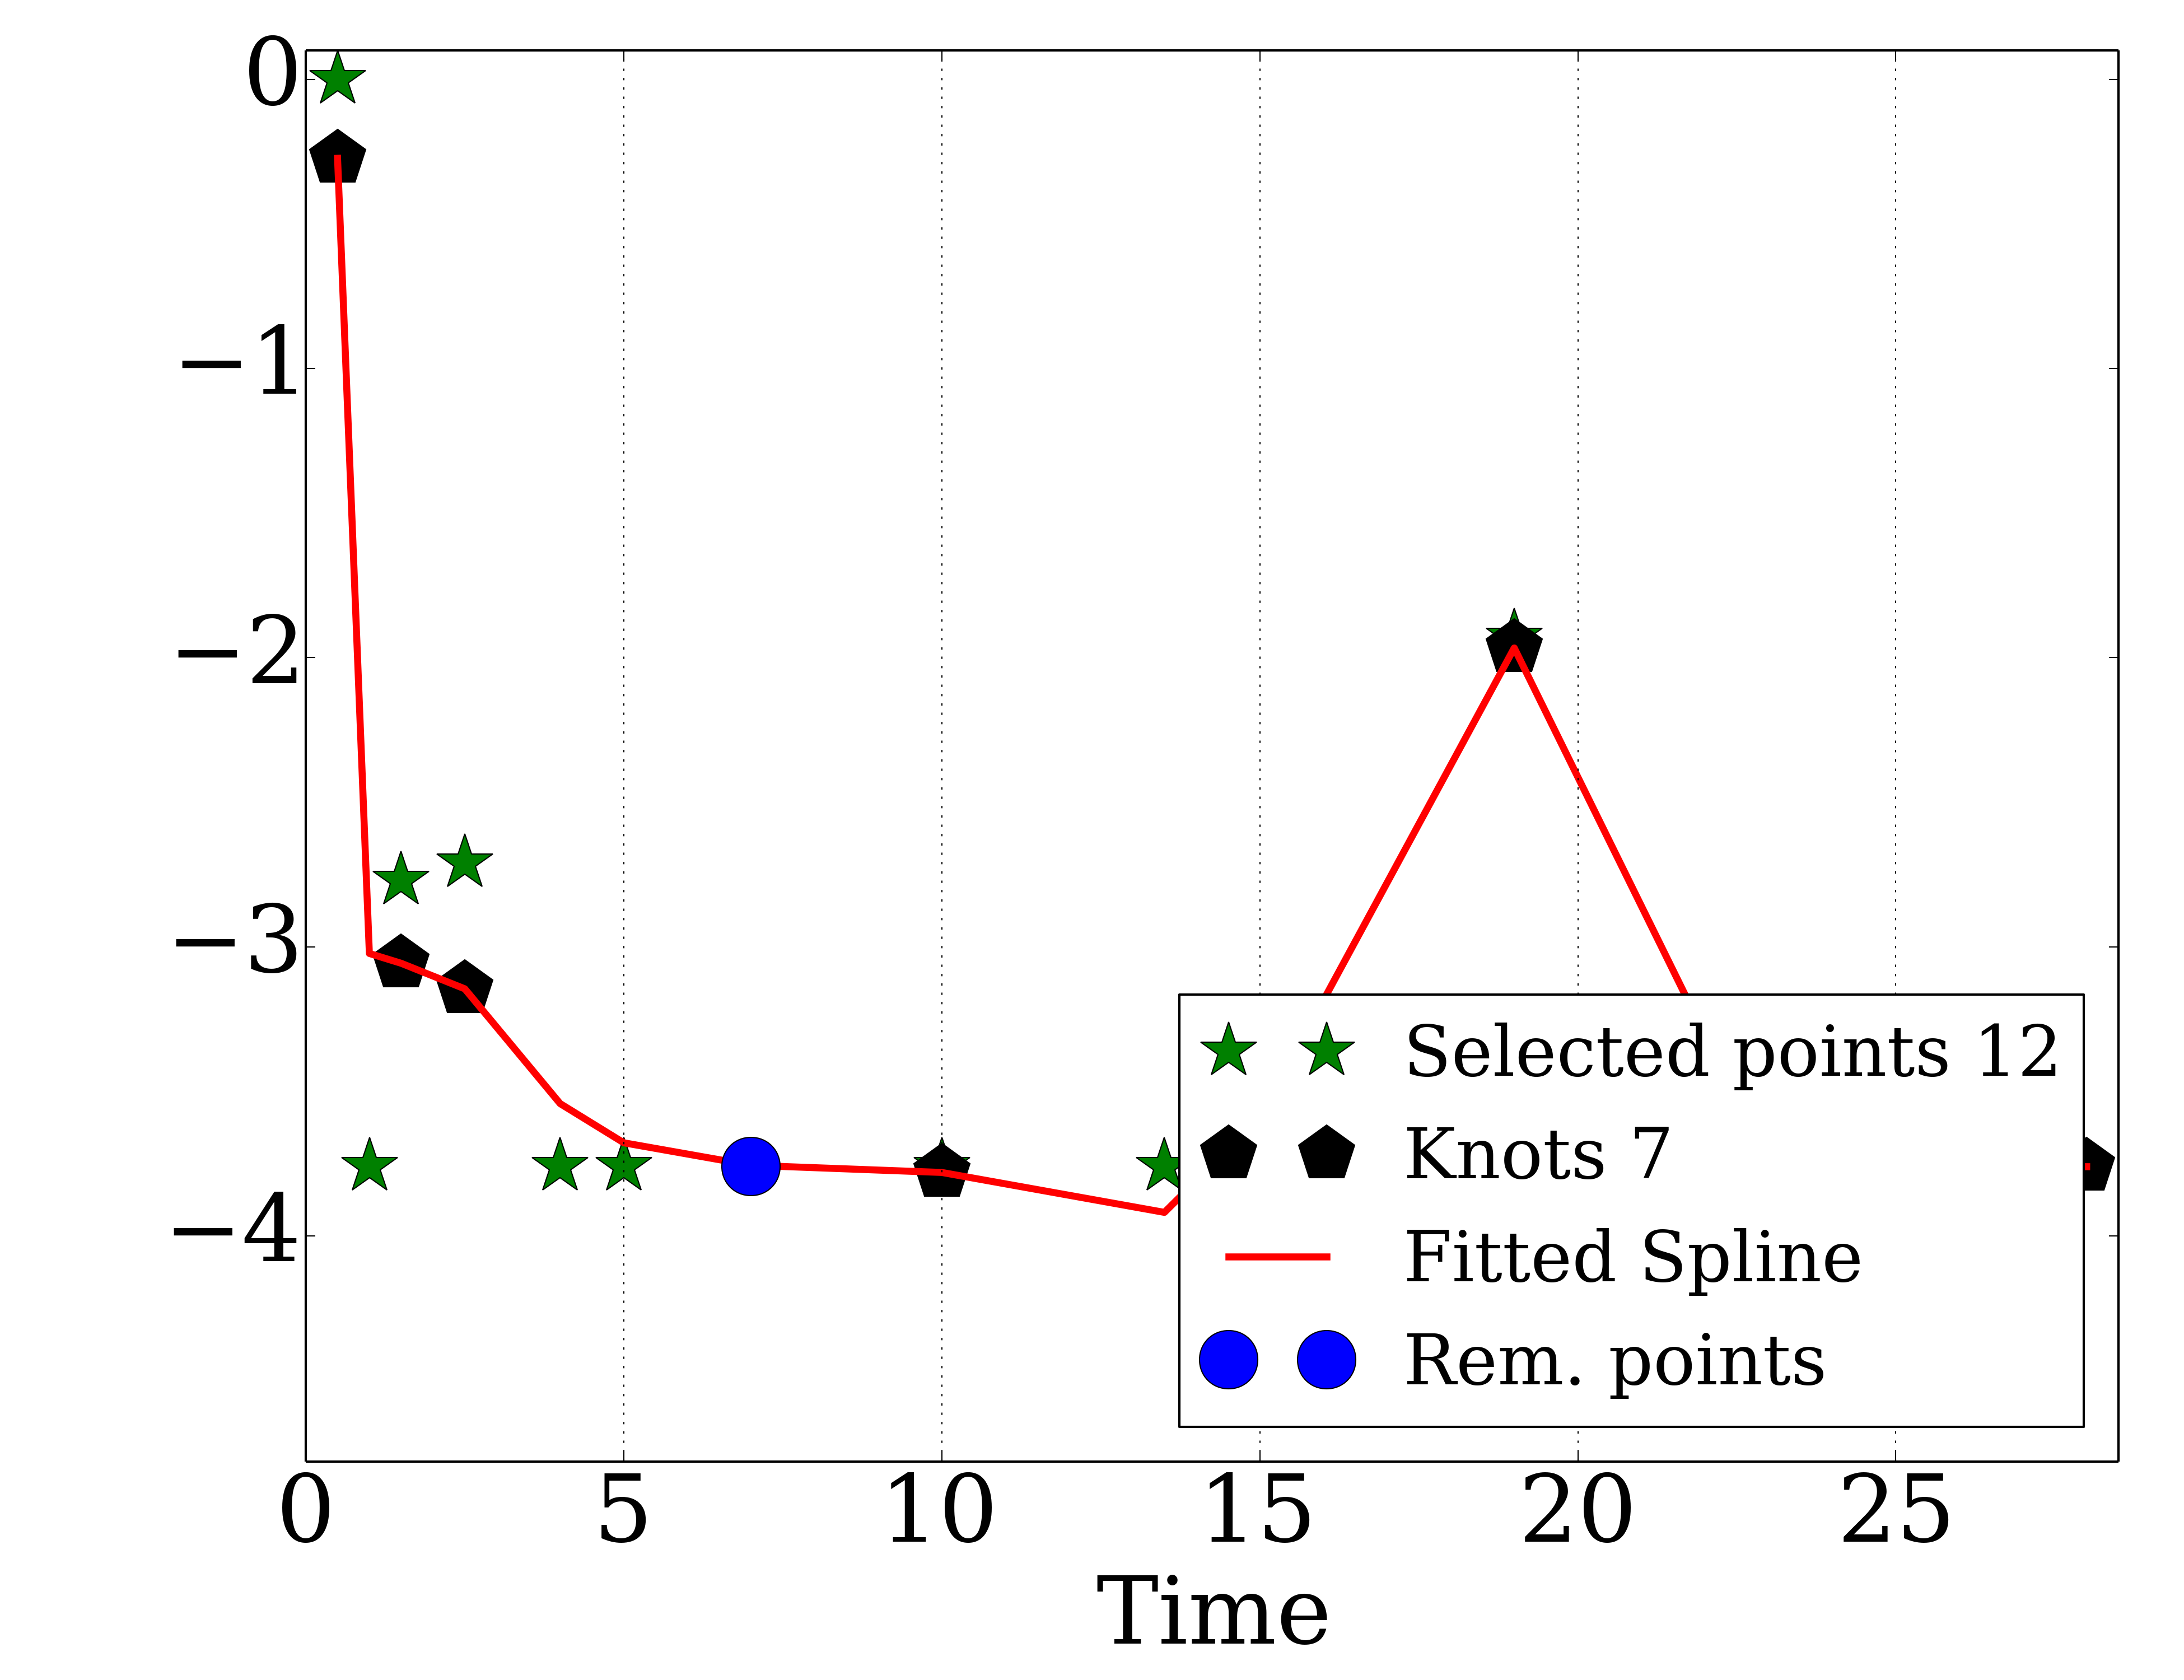 0
−1
−2
−3
−4
Selected points 12
Knots 7
Fitted Spline
Rem. points
0 5 10 15 20 25
Time